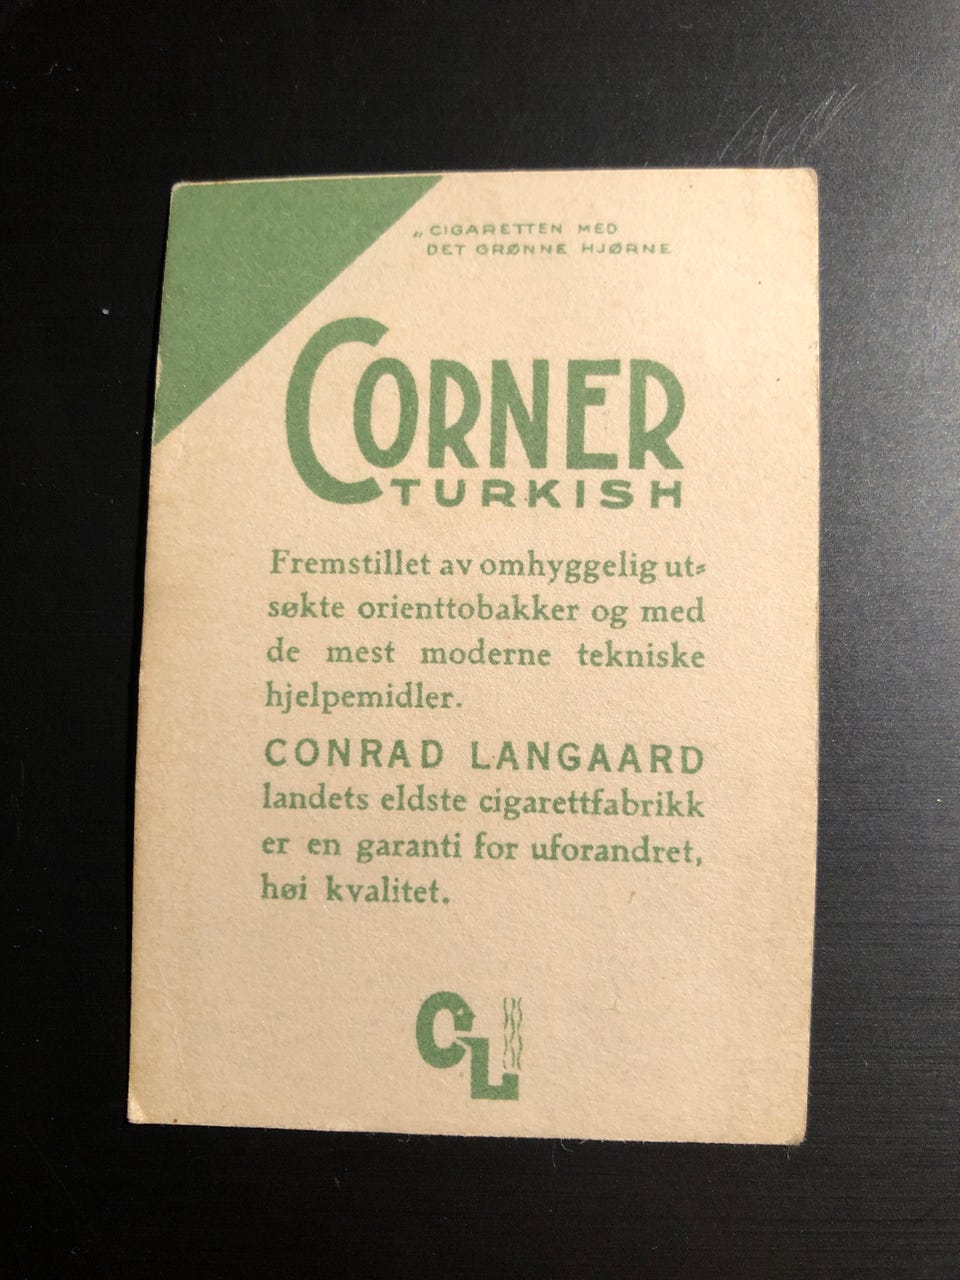 „CIGARETTEN MED
DET GRØNNE HJØRNE
CORNER
TURKISH
Fremstillet av omhyggelig ut=
søkte orienttobakker og med
de mest moderne tekniske
hjelpemidler.
CONRAD LANGAARD
landets eldste cigarettfabrikk
er en garanti for uforandret,
høi kvalitet.
CL